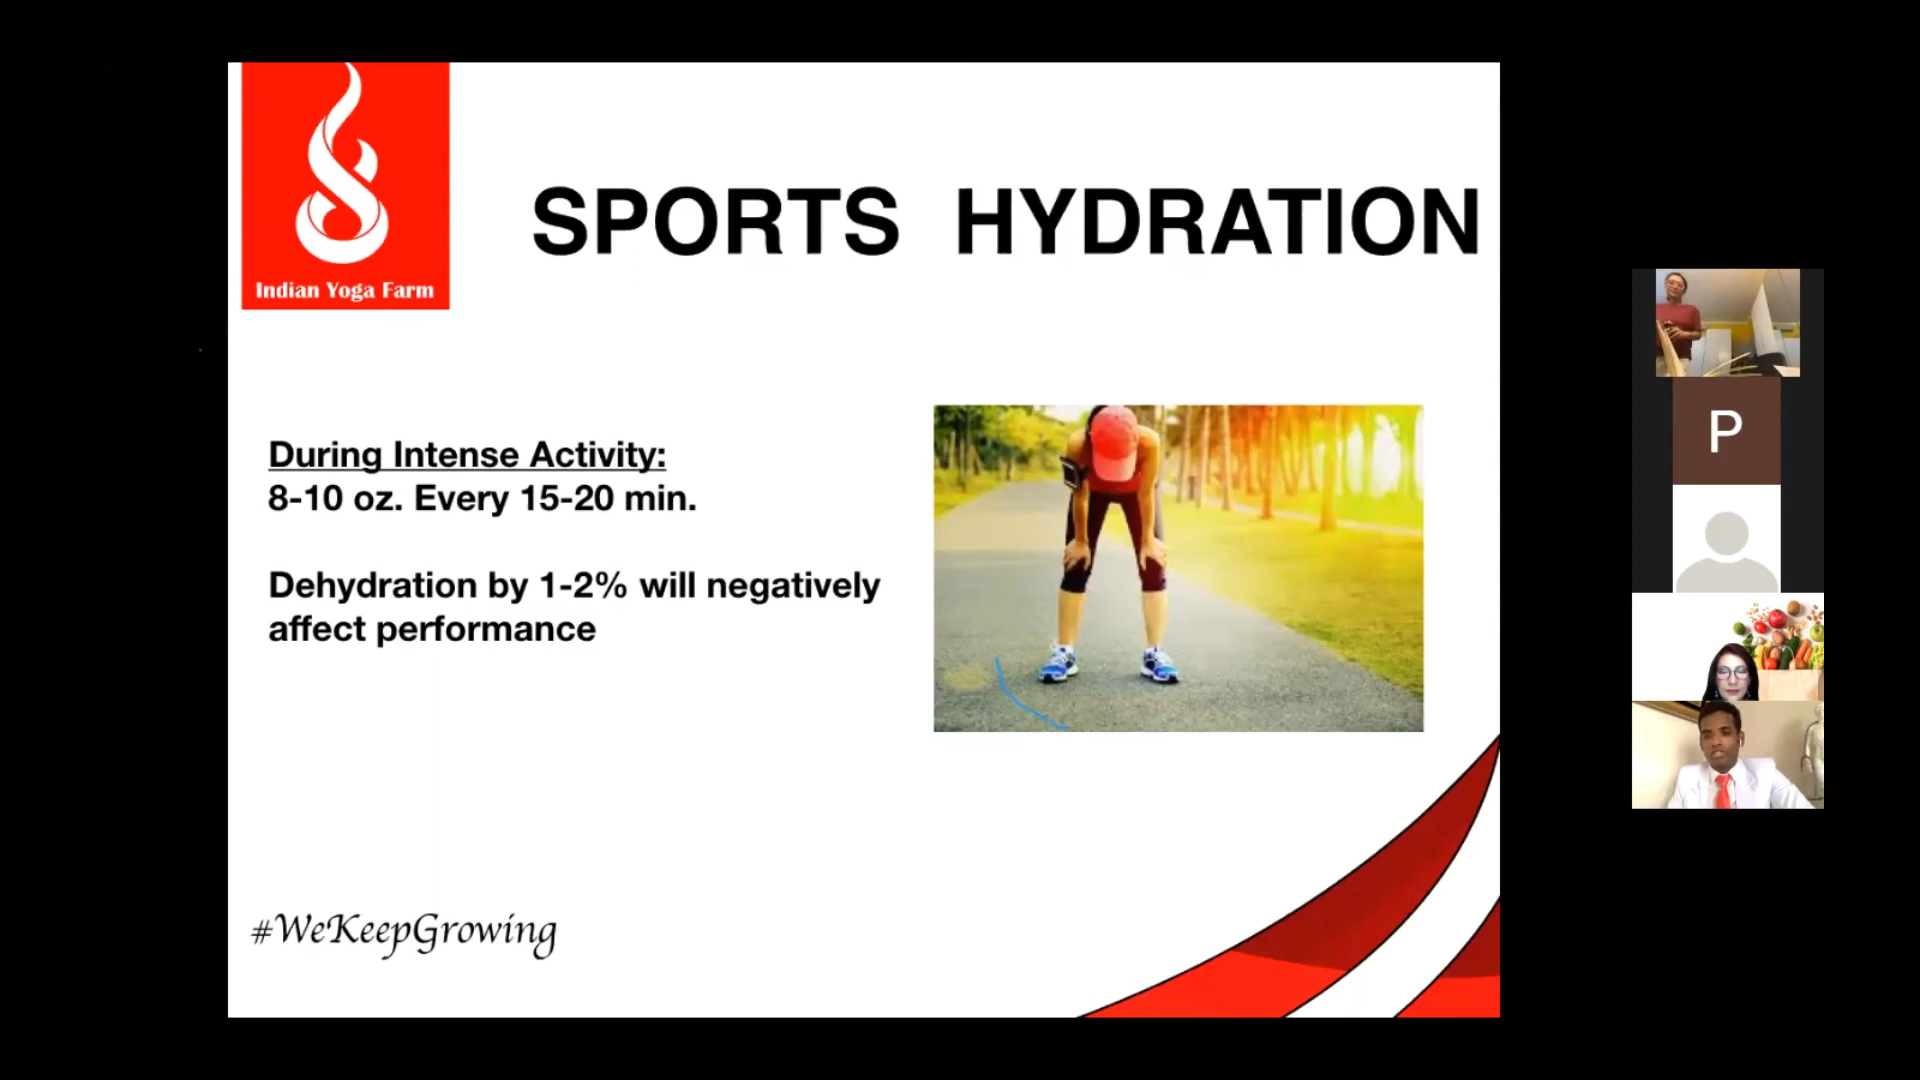 Indian Yoga Farm
SPORTS HYDRATION
During Intense Activity:
8-10 oz. Every 15-20 min.
Dehydration by 1-2% will negatively
affect performance
#WeKeepGrowing
P